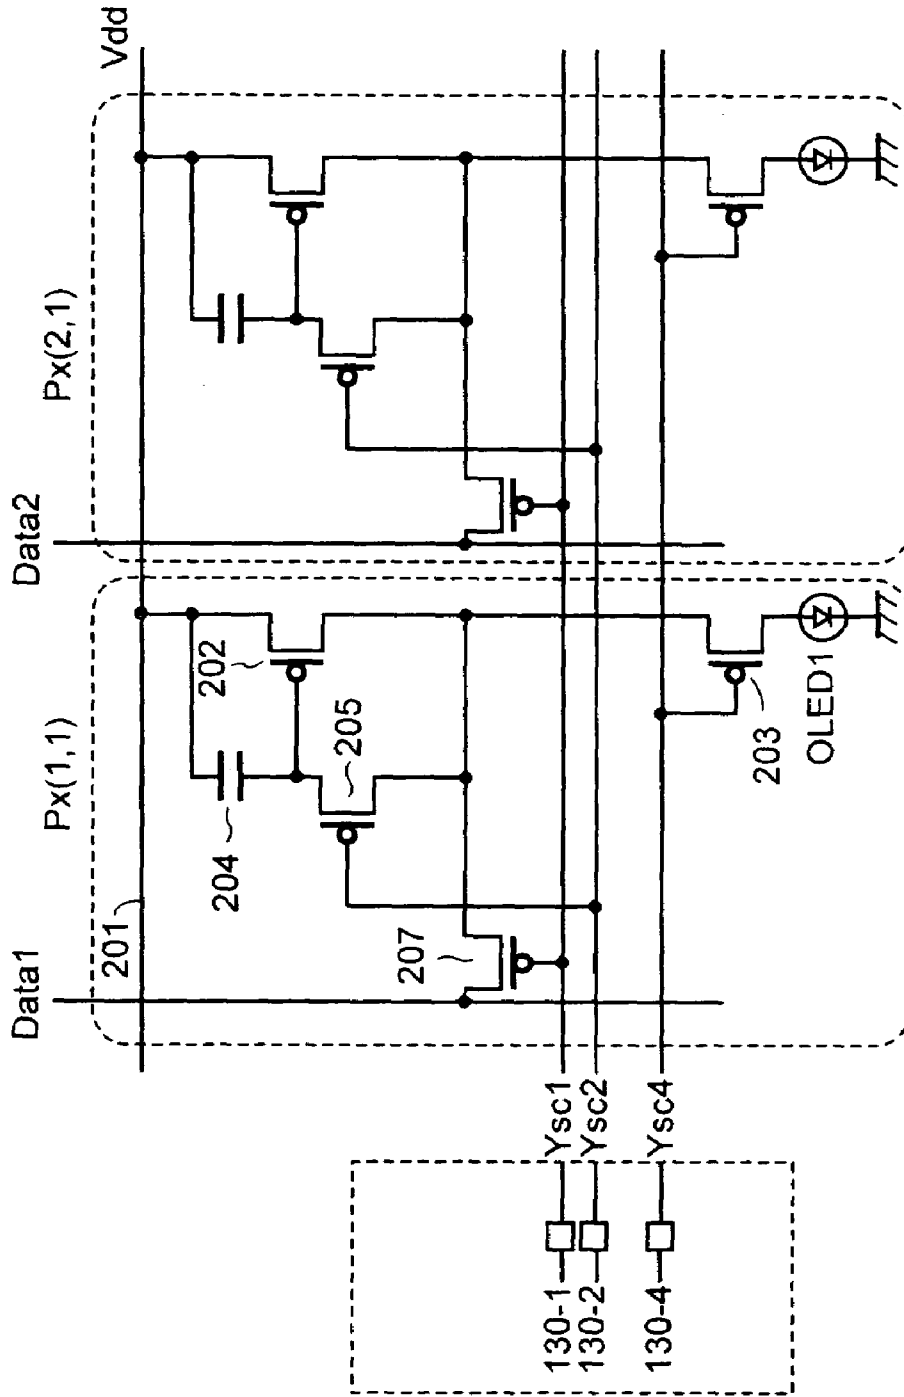 Data1
Px(1,1)
Data2
Px(2,1)
Vdd
201
202
204
205
207
203
OLED1
130-1
Ysc1
130-2
Ysc2
130-4
Ysc4